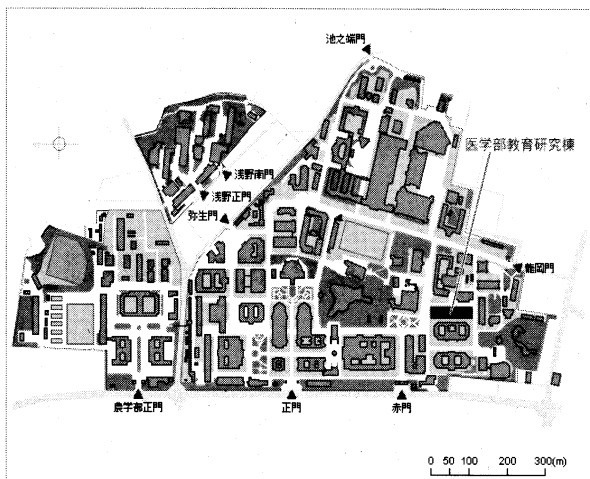 池之端門
医学部教育研究棟
浅野南門
浅野正門
弥生門
龍岡門
農学部正門
正門
赤門
0 50 100 200 300(m)